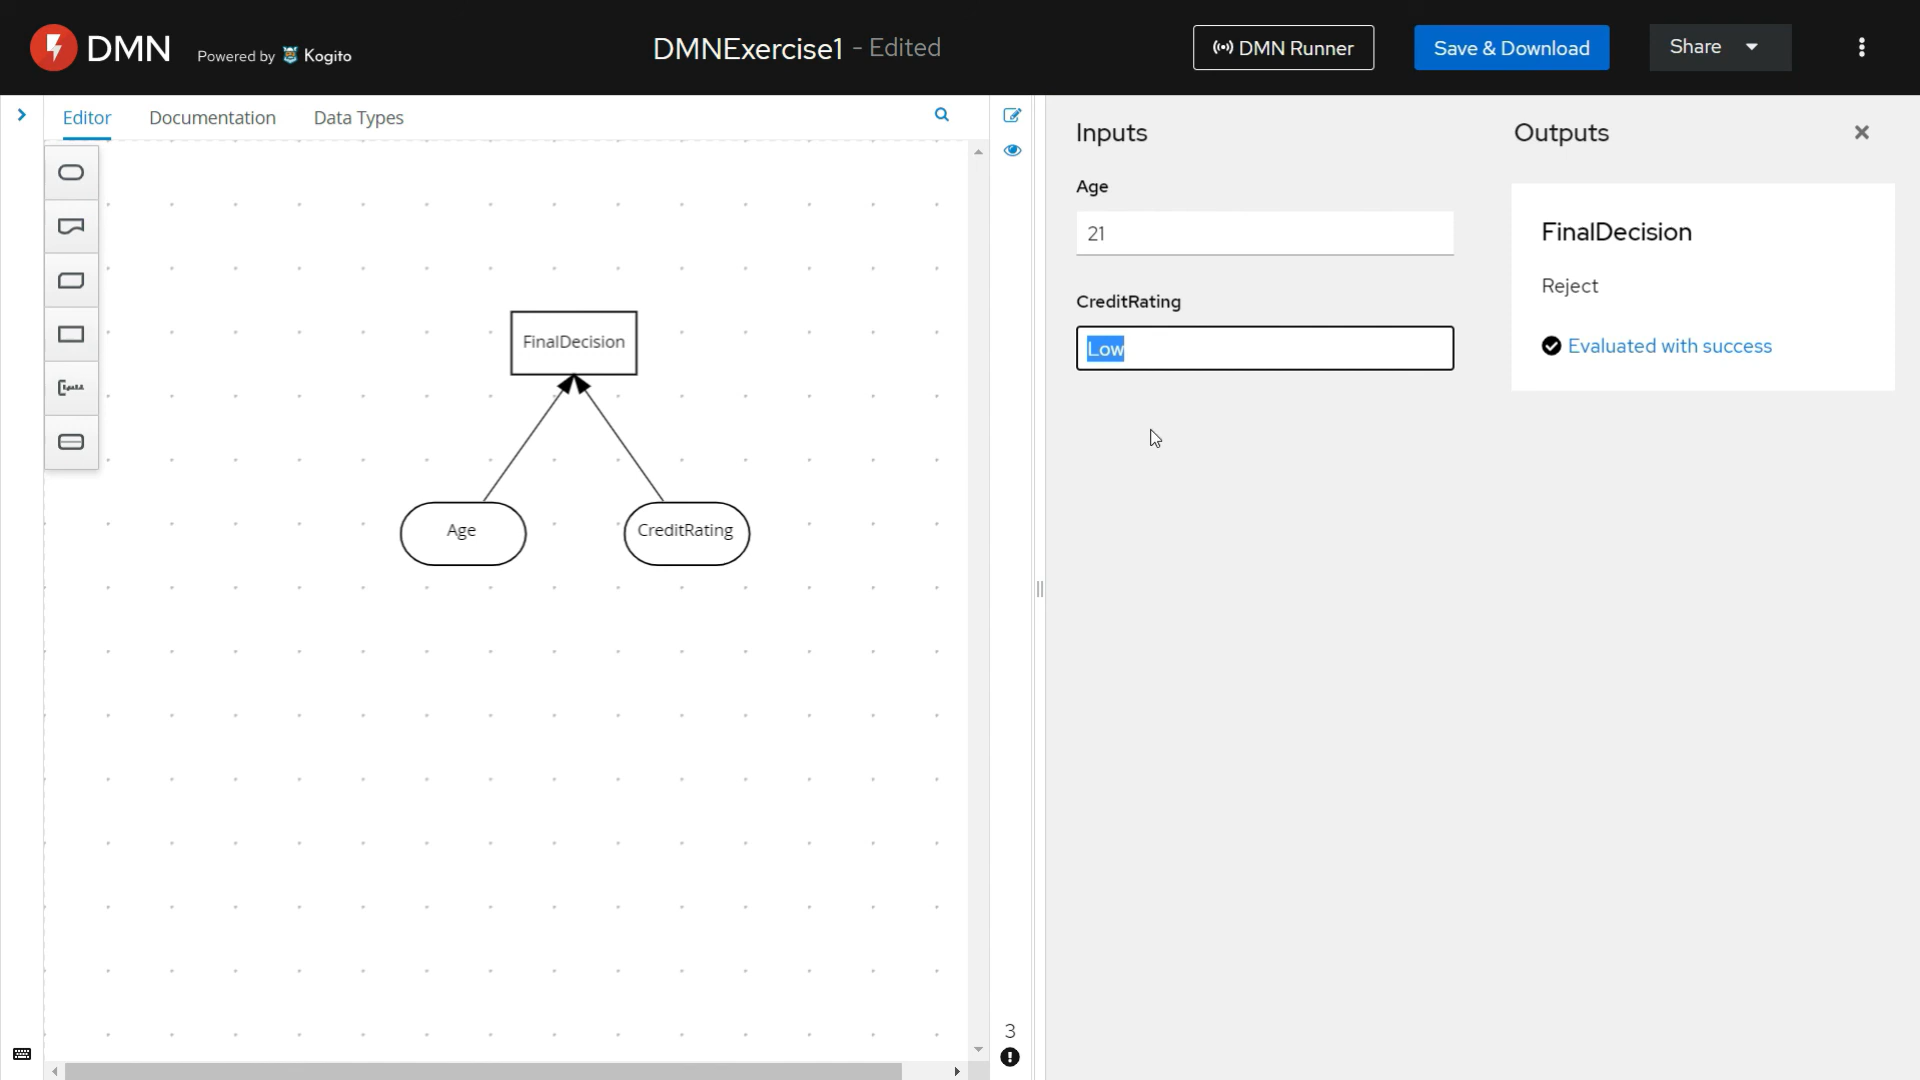 DMN Powered by Kogito
DMNExercise1 - Edited
DMN Runner
Save & Download
Share
Editor
Documentation
Data Types
FinalDecision
Age
CreditRating
3
Inputs
Age
21
CreditRating
Low
Outputs
FinalDecision
Reject
Evaluated with success